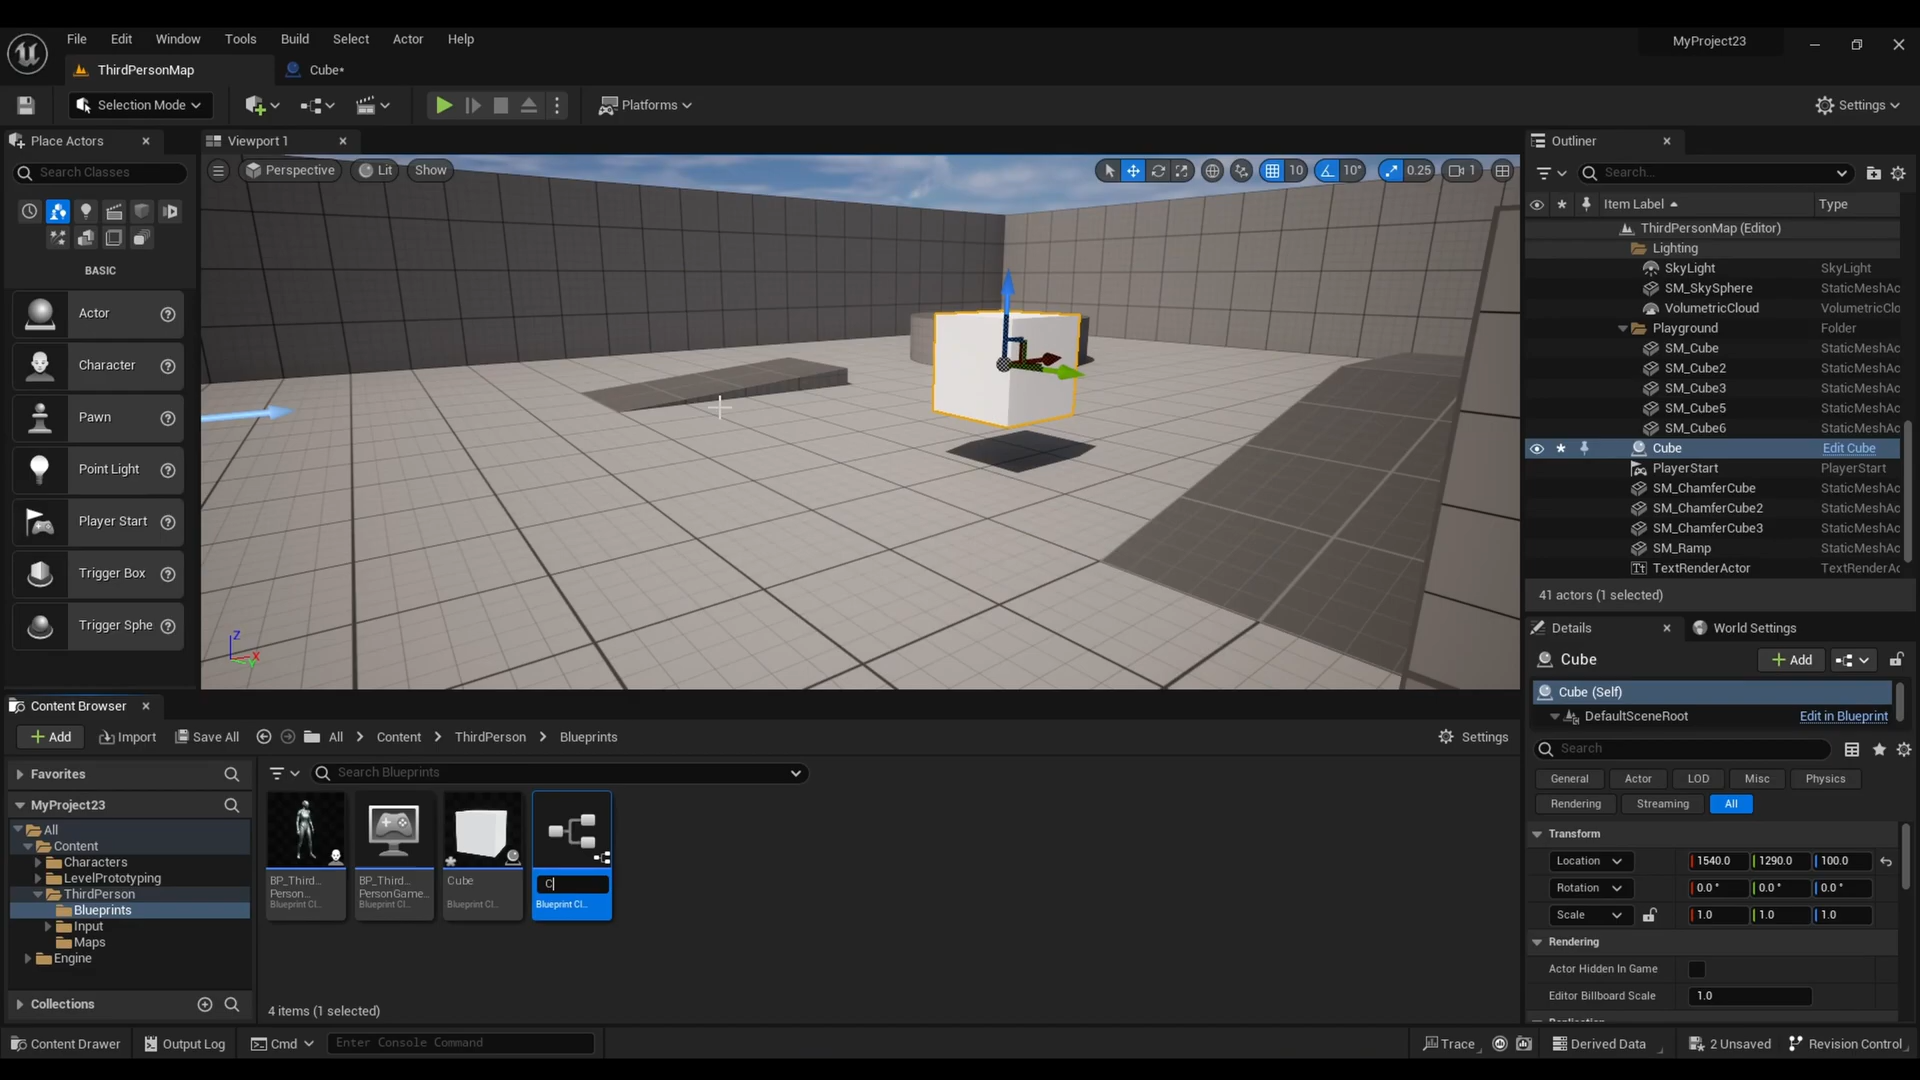 File Edit Window Tools Build Select Actor Help
MyProject23
ThirdPersonMap
Cube*
Selection Mode
Platforms
Settings
Place Actors
Search Classes
BASIC
Actor
Character
Pawn
Point Light
Player Start
Trigger Box
Trigger Sphe
Viewport 1
Perspective
Lit
Show
10
10°
0.25
1
Z
X
Y
Outliner
Search...
Item Label Type
ThirdPersonMap (Editor)
Lighting
SkyLight SkyLight
SM_SkySphere StaticMeshAc
VolumetricCloud VolumetricClo
Playground Folder
SM_Cube StaticMeshAc
SM_Cube2 StaticMeshAc
SM_Cube3 StaticMeshAc
SM_Cube5 StaticMeshAc
SM_Cube6 StaticMeshAc
Cube Edit Cube
PlayerStart PlayerStart
SM_ChamferCube StaticMeshAc
SM_ChamferCube2 StaticMeshAc
SM_ChamferCube3 StaticMeshAc
SM_Ramp StaticMeshAc
TextRenderActor TextRenderAc
41 actors (1 selected)
Details
World Settings
Cube
Add
Cube (Self)
DefaultSceneRoot Edit in Blueprint
Search
General Actor LOD Misc Physics
Rendering Streaming All
Transform
Location 1540.0 1290.0 100.0
Rotation 0.0° 0.0° 0.0°
Scale 1.0 1.0 1.0
Rendering
Actor Hidden In Game
Editor Billboard Scale 1.0
Replication
Content Browser
Add
Import
Save All
All
Content
ThirdPerson
Blueprints
Settings
Favorites
MyProject23
All
Content
Characters
LevelPrototyping
ThirdPerson
Blueprints
Input
Maps
Engine
Collections
Search Blueprints
BP_Third...
Person...
Blueprint Cl...
BP_Third...
PersonGame...
Blueprint Cl...
Cube
Blueprint Cl...
C
Blueprint Cl...
4 items (1 selected)
Content Drawer
Output Log
Cmd
Enter Console Command
Trace
Derived Data
2 Unsaved
Revision Control